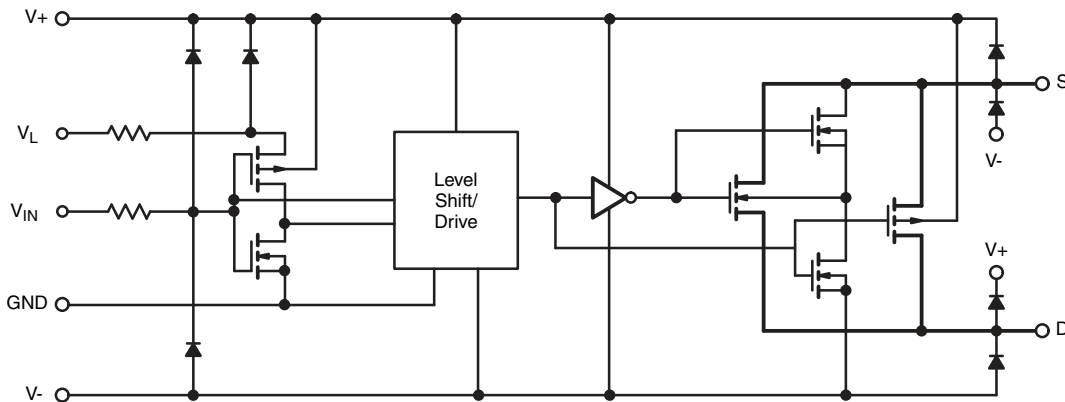 V+
S
V-
VL
Level
Shift/
Drive
VIN
V+
GND
D
V-